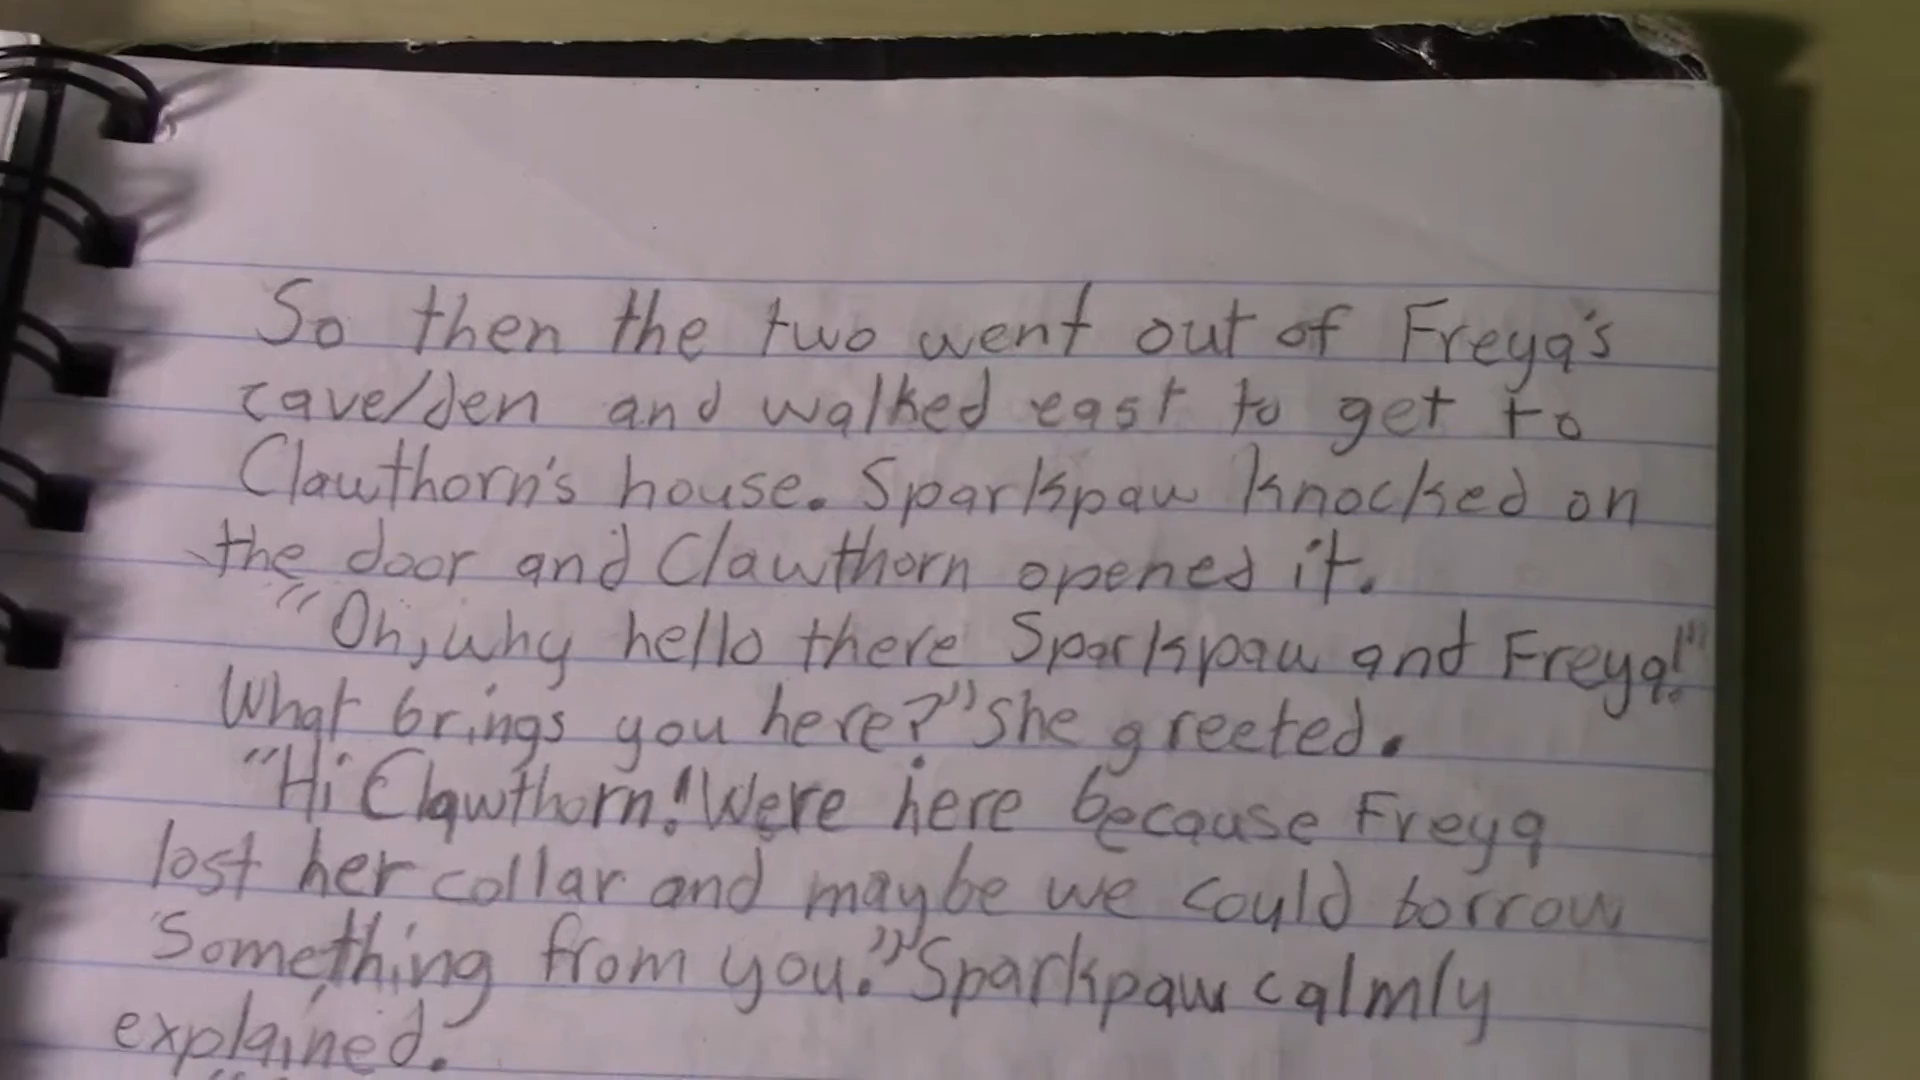 So then the two went out of Freya's
cave/den and walked east to get to
Clawthorn's house. Sparkpaw knocked on
the door and Clawthorn opened it.
"Oh, why hello there Sparkpaw and Freya!"
What brings you here?" She greeted.
"Hi Clawthorn! We're here because Freya
lost her collar and maybe we could borrow
Something from you." Sparkpaw calmly
explained.